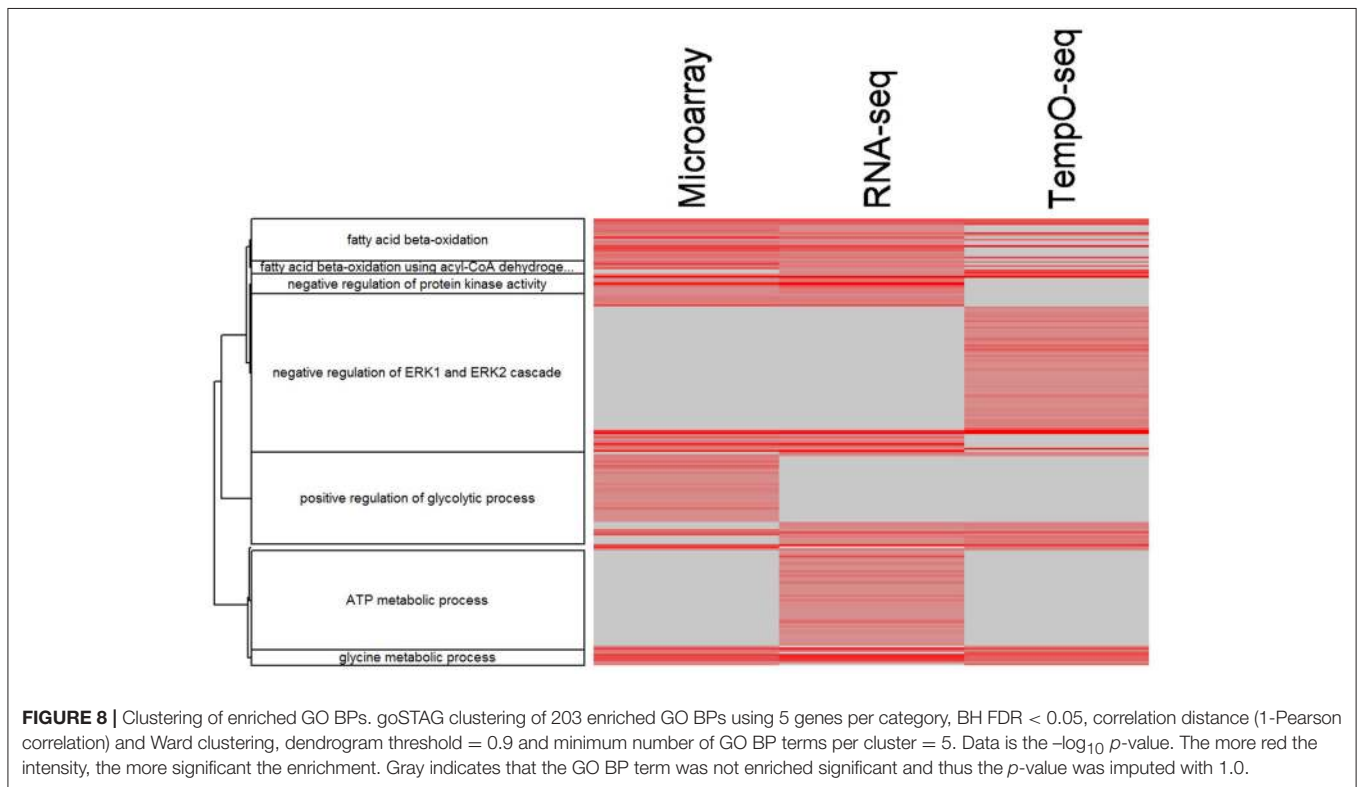 Microarray
RNA-seq
TempO-seq
fatty acid beta-oxidation
fatty acid beta-oxidation using acyl-CoA dehydroge...
negative regulation of protein kinase activity
negative regulation of ERK1 and ERK2 cascade
positive regulation of glycolytic process
ATP metabolic process
glycine metabolic process
FIGURE 8 | Clustering of enriched GO BPs. goSTAG clustering of 203 enriched GO BPs using 5 genes per category, BH FDR < 0.05, correlation distance (1-Pearson
correlation) and Ward clustering, dendrogram threshold = 0.9 and minimum number of GO BP terms per cluster = 5. Data is the –log10 p-value. The more red the
intensity, the more significant the enrichment. Gray indicates that the GO BP term was not enriched significant and thus the p-value was imputed with 1.0.